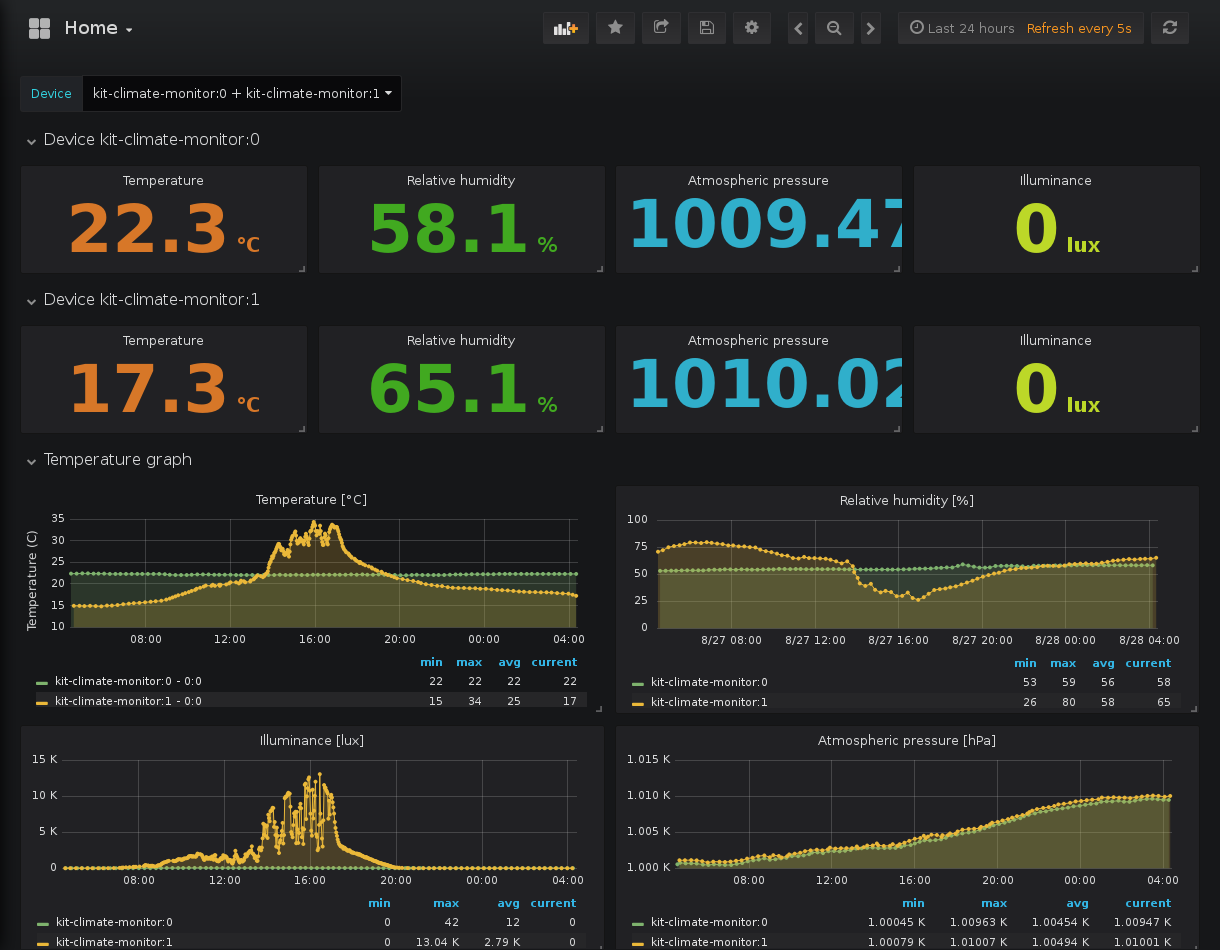 Home
Last 24 hours Refresh every 5s
Device kit-climate-monitor:0 + kit-climate-monitor:1
Device kit-climate-monitor:0
Temperature Relative humidity Atmospheric pressure Illuminance
22.3 °C 58.1 % 1009.47 0 lux
Device kit-climate-monitor:1
Temperature Relative humidity Atmospheric pressure Illuminance
17.3 °C 65.1 % 1010.02 0 lux
Temperature graph
Temperature [°C]
Temperature (C)
35
30
25
20
15
10
08:00 12:00 16:00 20:00 00:00 04:00
min max avg current
kit-climate-monitor:0 - 0:0 22 22 22 22
kit-climate-monitor:1 - 0:0 15 34 25 17
Relative humidity [%]
100
75
50
25
0
8/27 08:00 8/27 12:00 8/27 16:00 8/27 20:00 8/28 00:00 8/28 04:00
min max avg current
kit-climate-monitor:0 53 59 56 58
kit-climate-monitor:1 26 80 58 65
Illuminance [lux]
15 K
10 K
5 K
0
08:00 12:00 16:00 20:00 00:00 04:00
min max avg current
kit-climate-monitor:0 0 42 12 0
kit-climate-monitor:1 0 13.04 K 2.79 K 0
Atmospheric pressure [hPa]
1.015 K
1.010 K
1.005 K
1.000 K
08:00 12:00 16:00 20:00 00:00 04:00
min max avg current
kit-climate-monitor:0 1.00045 K 1.00963 K 1.00454 K 1.00947 K
kit-climate-monitor:1 1.00079 K 1.01007 K 1.00494 K 1.01001 K